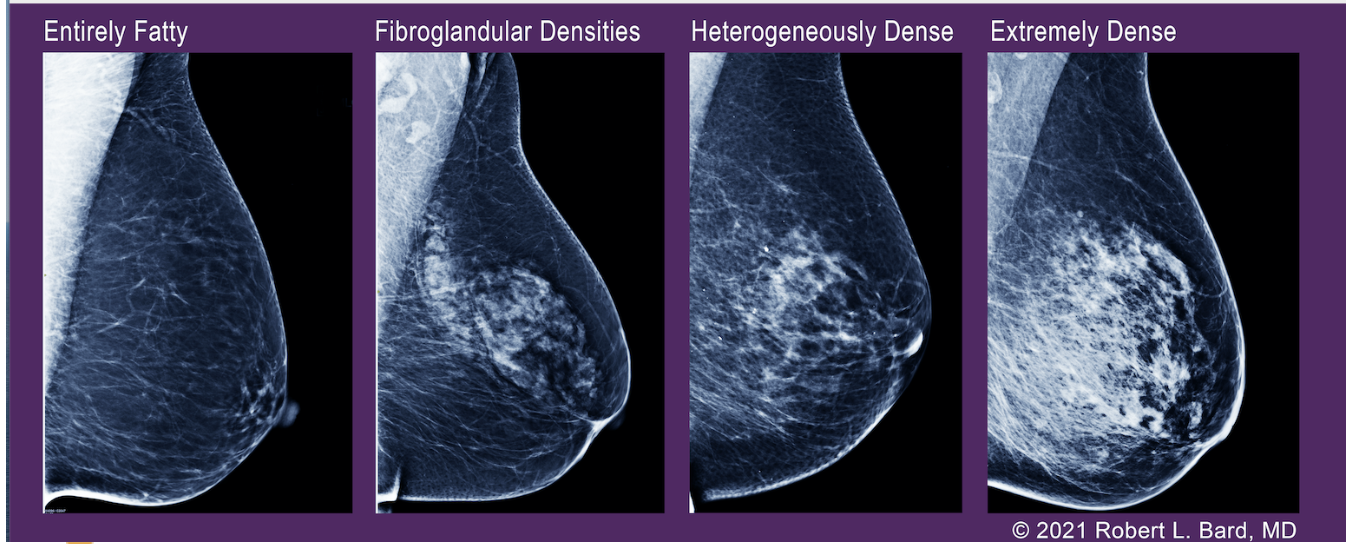 Entirely Fatty
Fibroglandular Densities
Heterogeneously Dense
Extremely Dense
© 2021 Robert L. Bard, MD